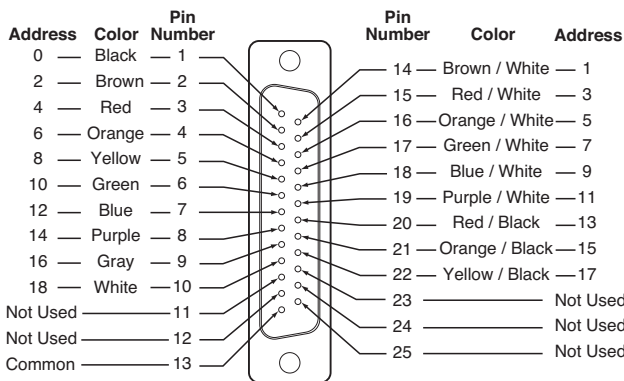 Address Color Pin Number
0 — Black — 1
2 — Brown — 2
4 — Red — 3
6 — Orange — 4
8 — Yellow — 5
10 — Green — 6
12 — Blue — 7
14 — Purple — 8
16 — Gray — 9
18 — White — 10
Not Used — 11
Not Used — 12
Common — 13
Pin Number Color Address
14 — Brown / White — 1
15 — Red / White — 3
16 — Orange / White — 5
17 — Green / White — 7
18 — Blue / White — 9
19 — Purple / White — 11
20 — Red / Black — 13
21 — Orange / Black — 15
22 — Yellow / Black — 17
23 — Not Used
24 — Not Used
25 — Not Used